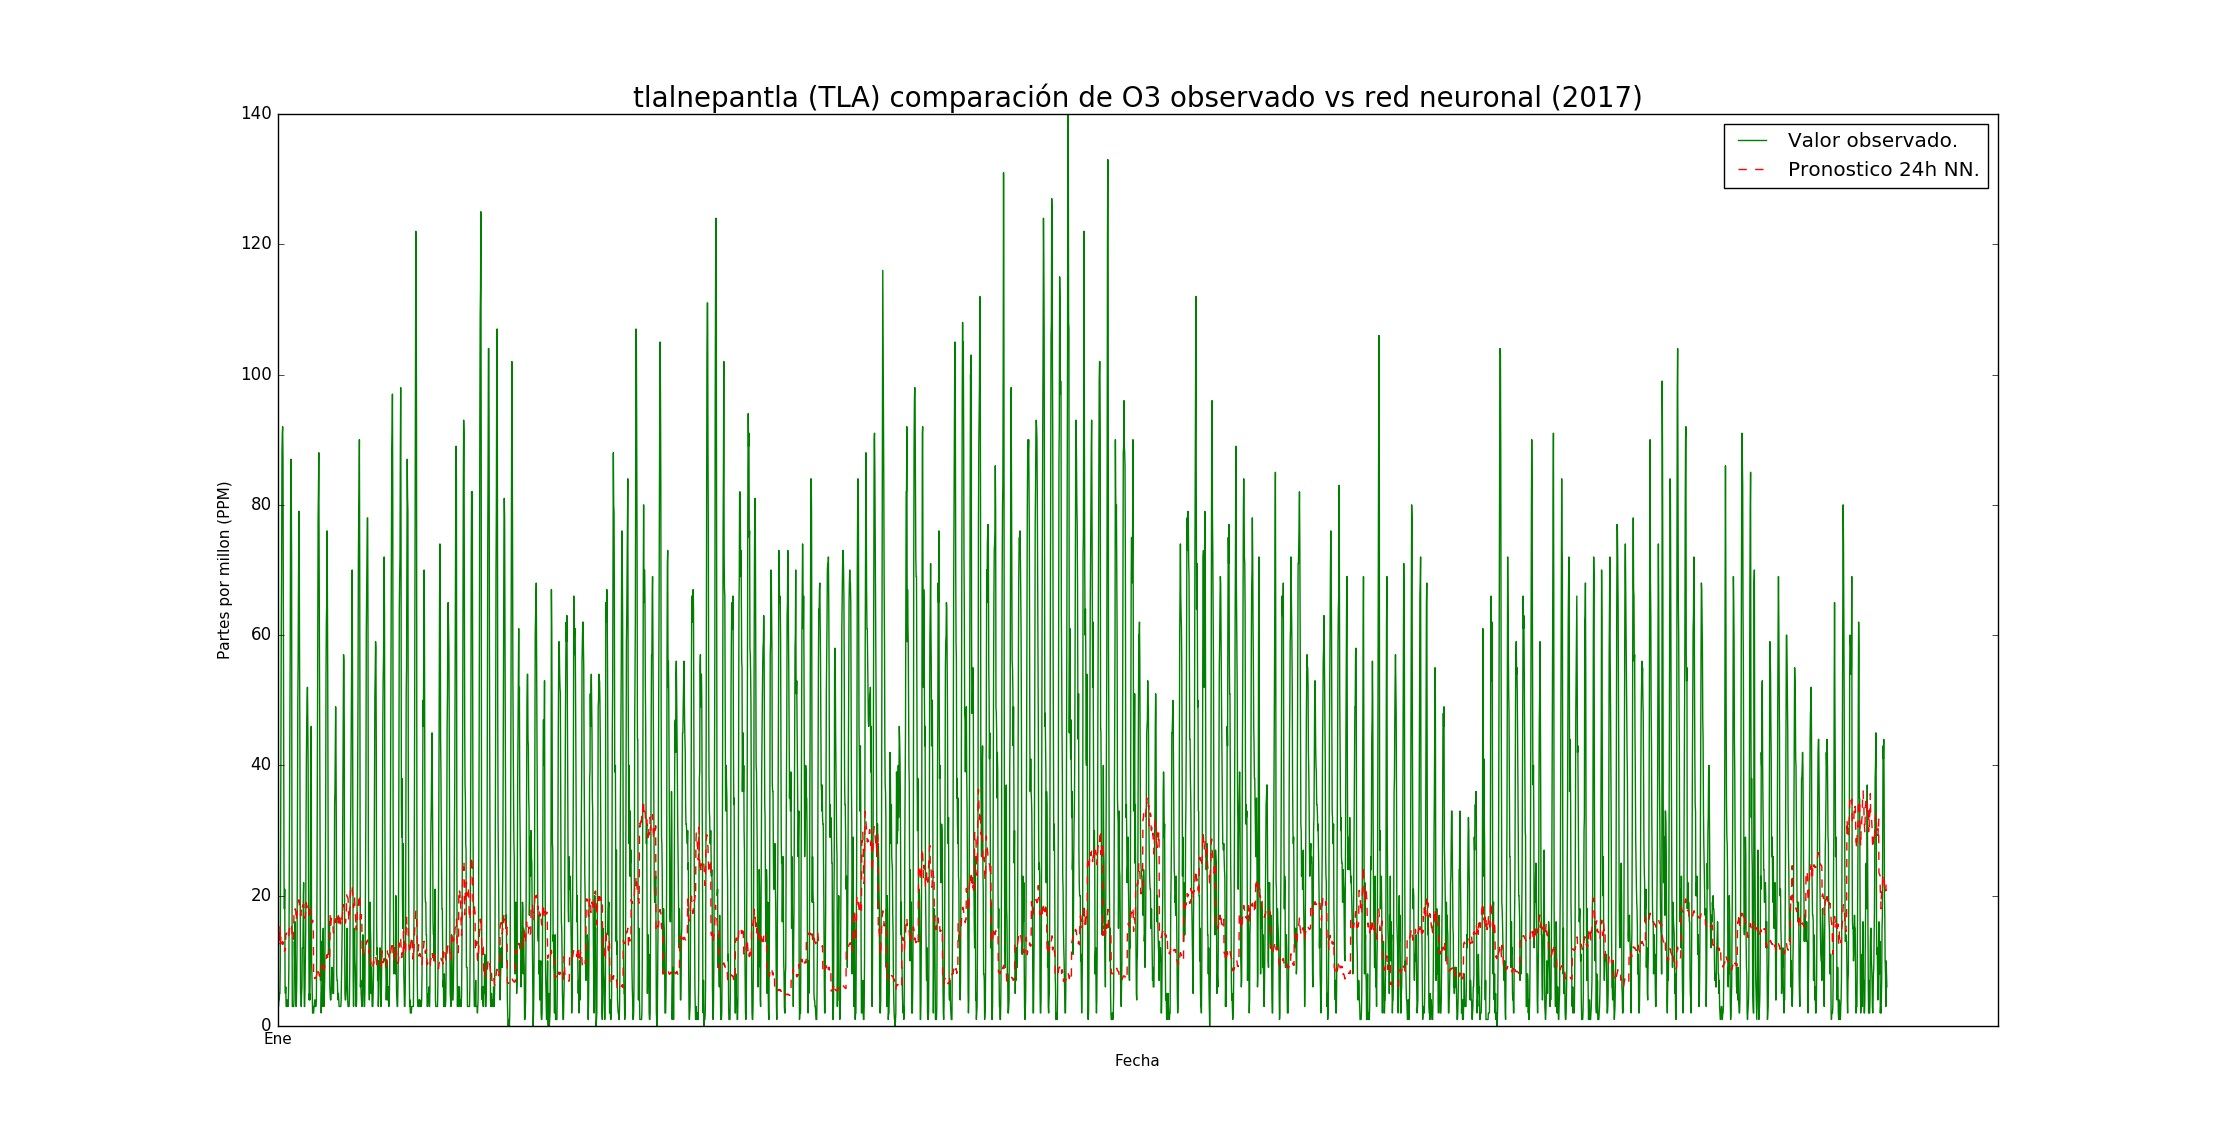 tlalnepantla (TLA) comparación de O3 observado vs red neuronal (2017)
Valor observado.
Pronostico 24h NN.
Partes por millon (PPM)
140
120
100
80
60
40
20
0
Ene
Fecha